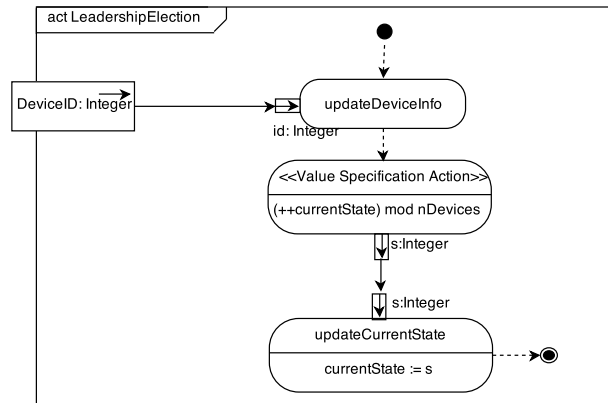 act LeadershipElection
DeviceID: Integer
updateDeviceInfo
id: Integer
<<Value Specification Action>>
(++currentState) mod nDevices
s:Integer
s:Integer
updateCurrentState
currentState := s